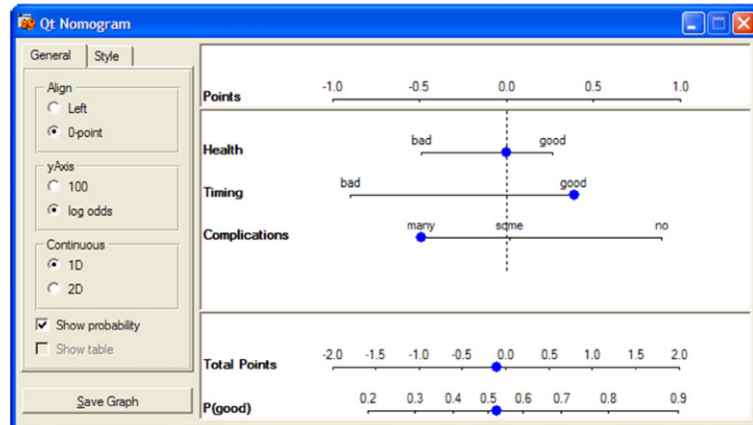 Qt Nomogram
General Style
Align
Left
0-point
yAxis
100
log odds
Continuous
1D
2D
Show probability
Show table
Save Graph
Points -1.0 -0.5 0.0 0.5 1.0
Health bad good
Timing bad good
Complications many some no
Total Points -2.0 -1.5 -1.0 -0.5 0.0 0.5 1.0 1.5 2.0
P(good) 0.2 0.3 0.4 0.5 0.6 0.7 0.8 0.9